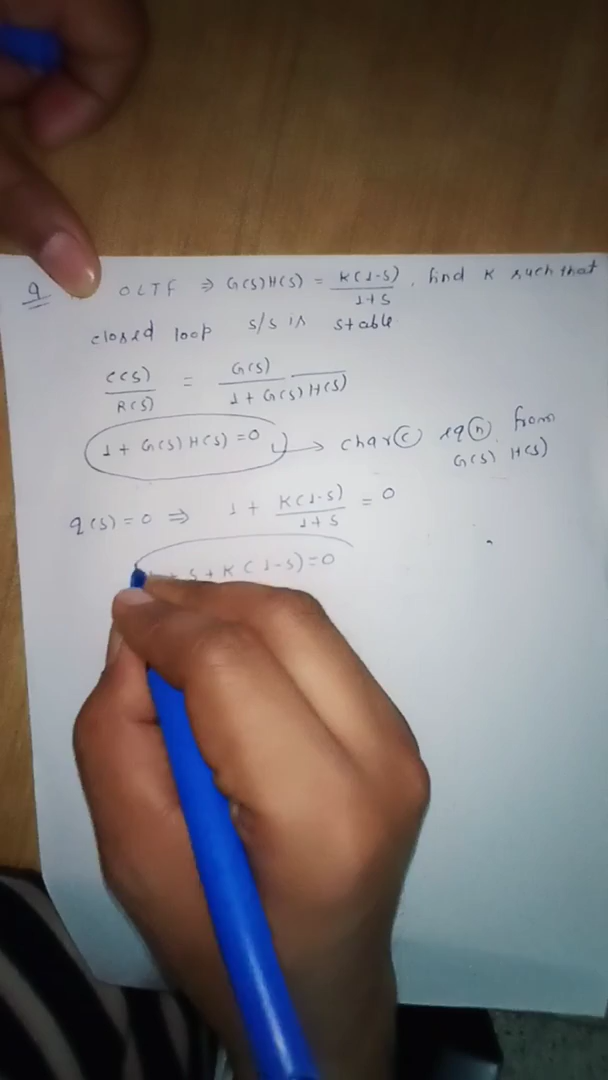 q OLTF ⇒ G(s)H(s) = K(1-s)/1+s , find K such that
closed loop s/s is stable
C(s)/R(s) = G(s)/1 + G(s)H(s)
1 + G(s)H(s) = 0 → char(c) eq(n) from
G(s) H(s)
q(s) = 0 ⇒ 1 + K(1-s)/1+s = 0
+ s + K(1-s) = 0